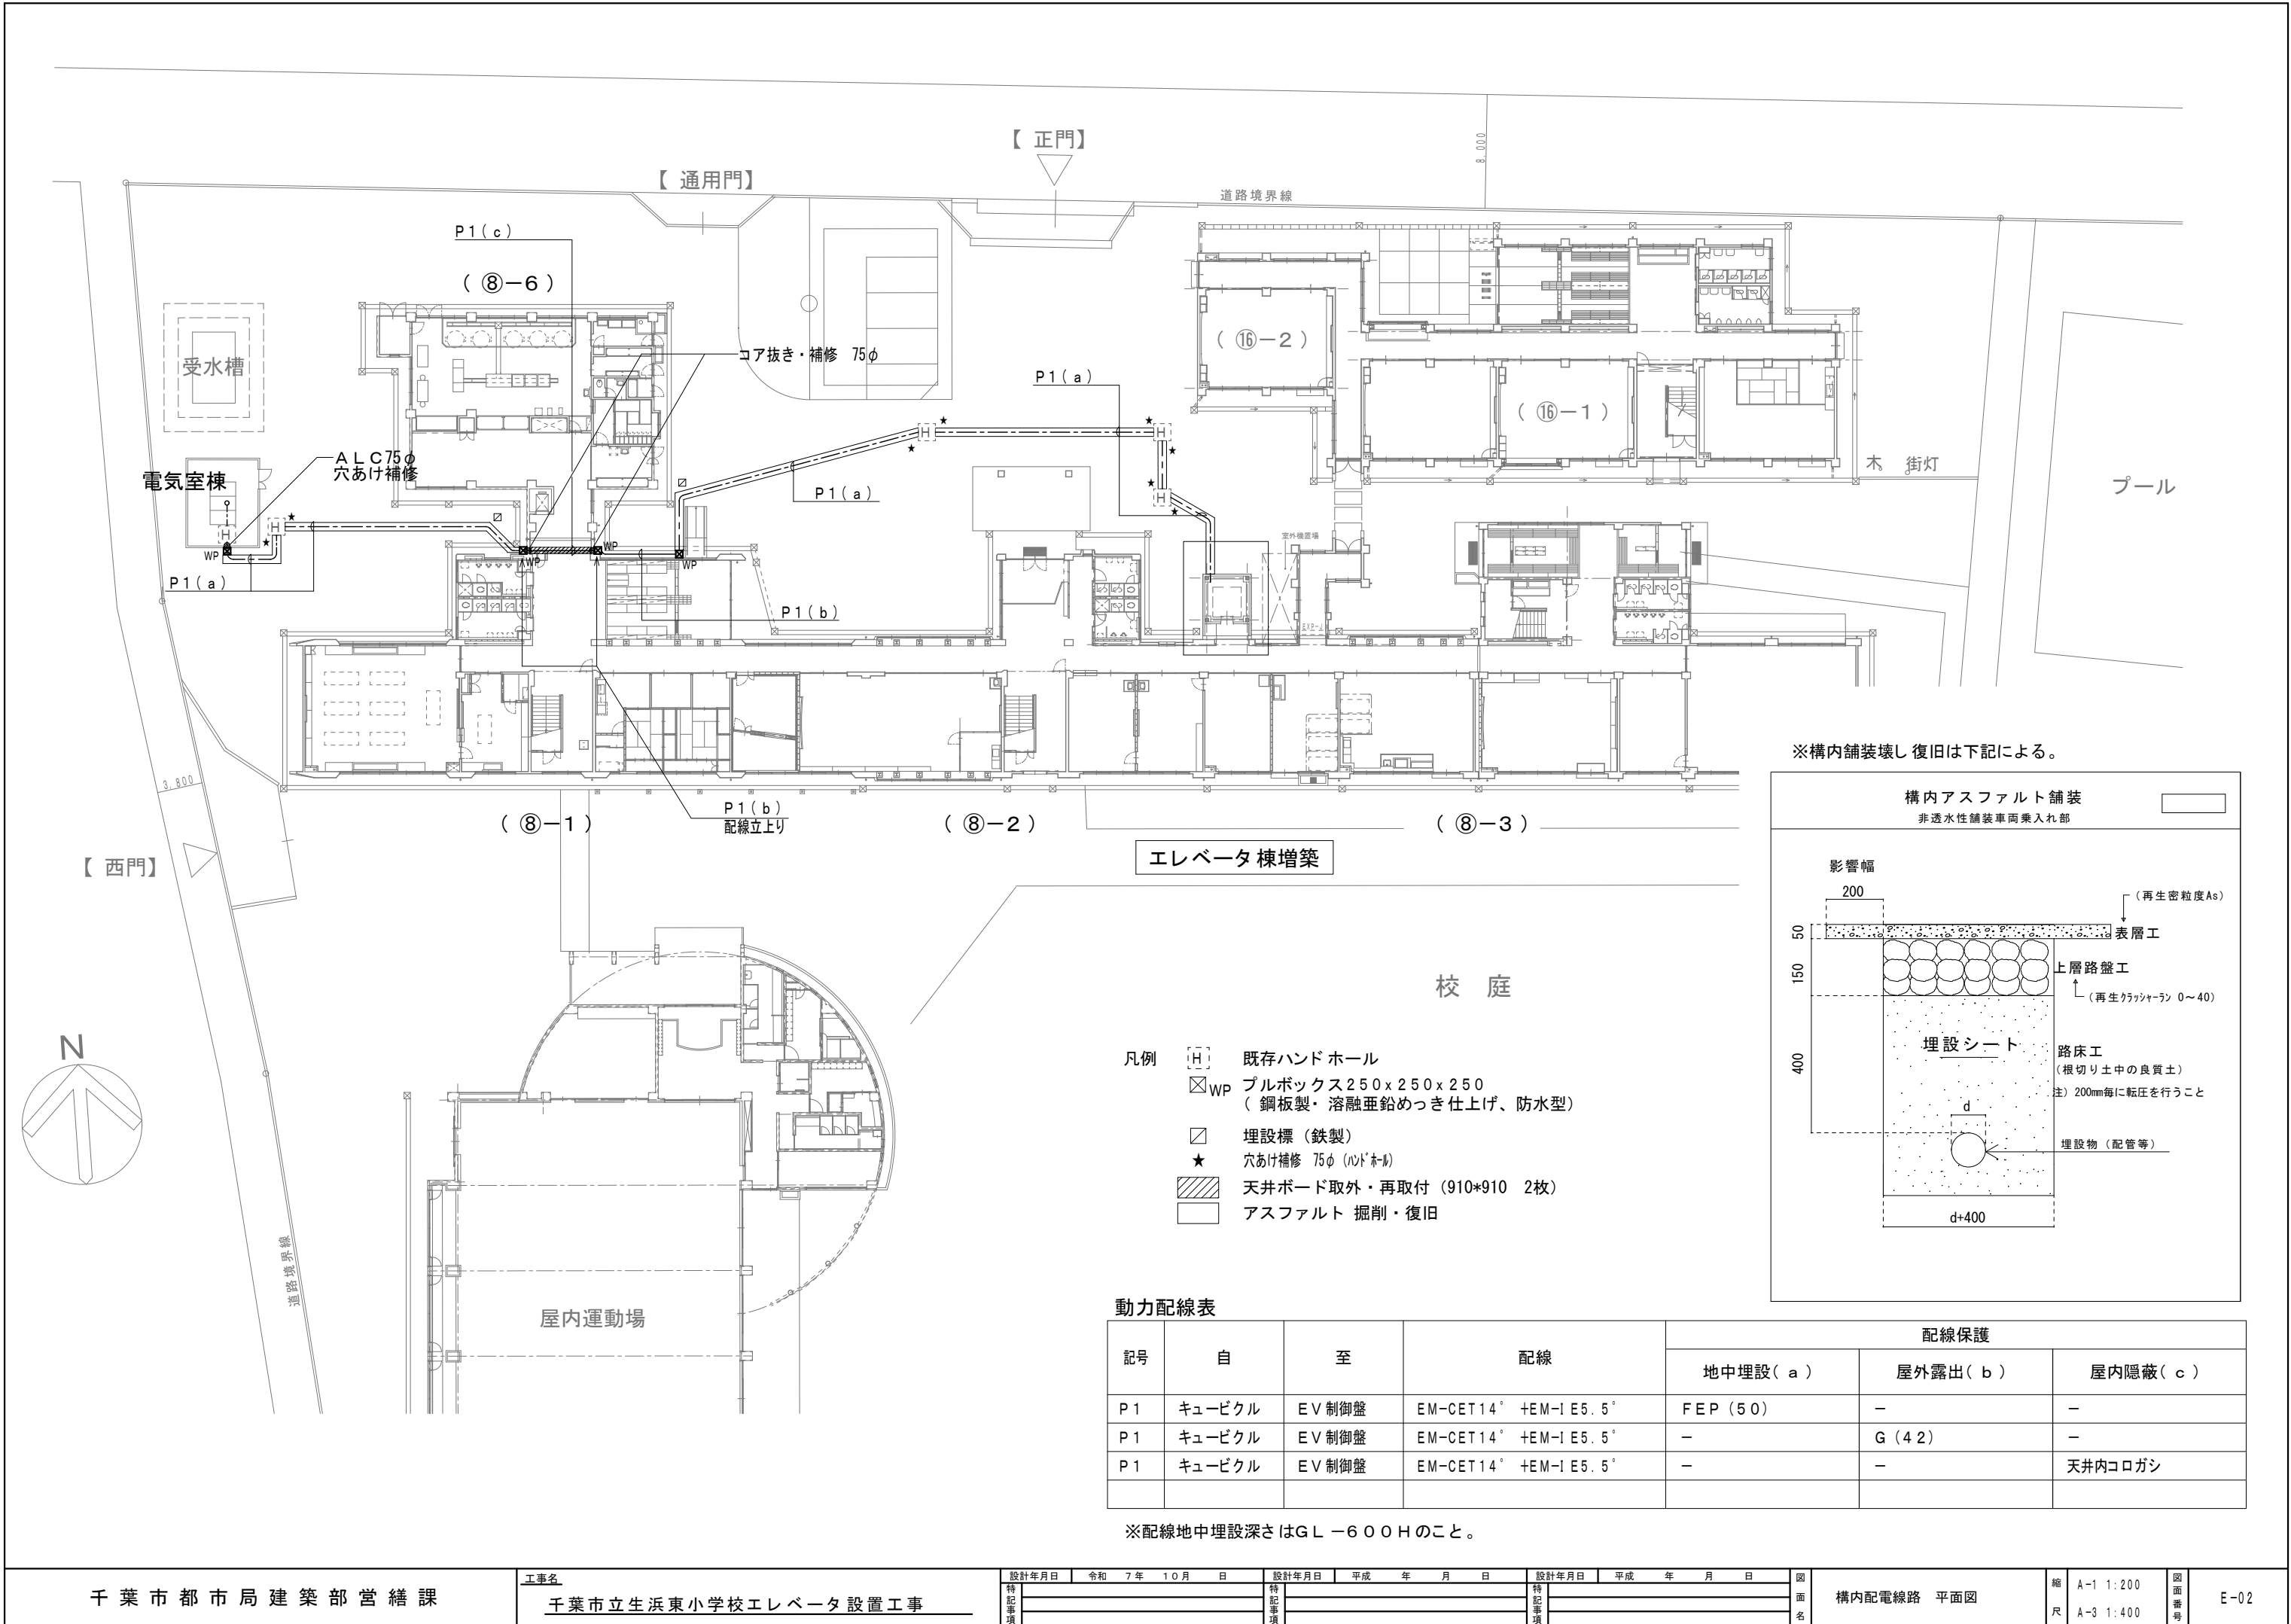 【 正門】
【 通用門】
8.000
道路境界線
P1(c)
( ⑧-6 )
受水槽
コア抜き・補修 75φ
P1(a)
( ⑯-2 )
( ⑯-1 )
木
街灯
プール
ALC75φ
穴あけ補修
電気室棟
H
H
H
H
H
P1(a)
室外機置場
WP
WP
WP
WP
P1(a)
P1(b)
EXP-J
3.800
P1(b)
配線立上り
( ⑧-1 )
( ⑧-2 )
( ⑧-3 )
エレベータ棟増築
【 西門】
※構内舗装壊し復旧は下記による。
構内アスファルト舗装
非透水性舗装車両乗入れ部
影響幅
200
(再生密粒度As)
50
表層工
150
上層路盤工
(再生クラッシャーラン 0~40)
400
埋設シート
路床工
(根切り土中の良質土)
注) 200mm毎に転圧を行うこと
d
埋設物 (配管等)
d+400
校 庭
N
道路境界線
屋内運動場
凡例
H 既存ハンドホール
WP プルボックス250x250x250
( 鋼板製・溶融亜鉛めっき仕上げ、防水型)
埋設標 (鉄製)
★ 穴あけ補修 75φ (ハンドホール)
天井ボード取外・再取付 (910*910 2枚)
アスファルト 掘削・復旧
動力配線表
記号 自 至 配線 配線保護
地中埋設( a ) 屋外露出( b ) 屋内隠蔽( c )
P1 キュービクル EV制御盤 EM-CET14° +EM-IE5.5° FEP (50) - -
P1 キュービクル EV制御盤 EM-CET14° +EM-IE5.5° - G (42) -
P1 キュービクル EV制御盤 EM-CET14° +EM-IE5.5° - - 天井内コロガシ
※配線地中埋設深さはGL-600Hのこと。
千葉市都市局建築部営繕課
工事名
千葉市立生浜東小学校エレベータ設置工事
設計年月日 令和 7年 10月 日
特記事項
設計年月日 平成 年 月 日
特記事項
設計年月日 平成 年 月 日
特記事項
図面名 構内配電線路 平面図
縮尺 A-1 1:200
A-3 1:400
図面番号 E-02